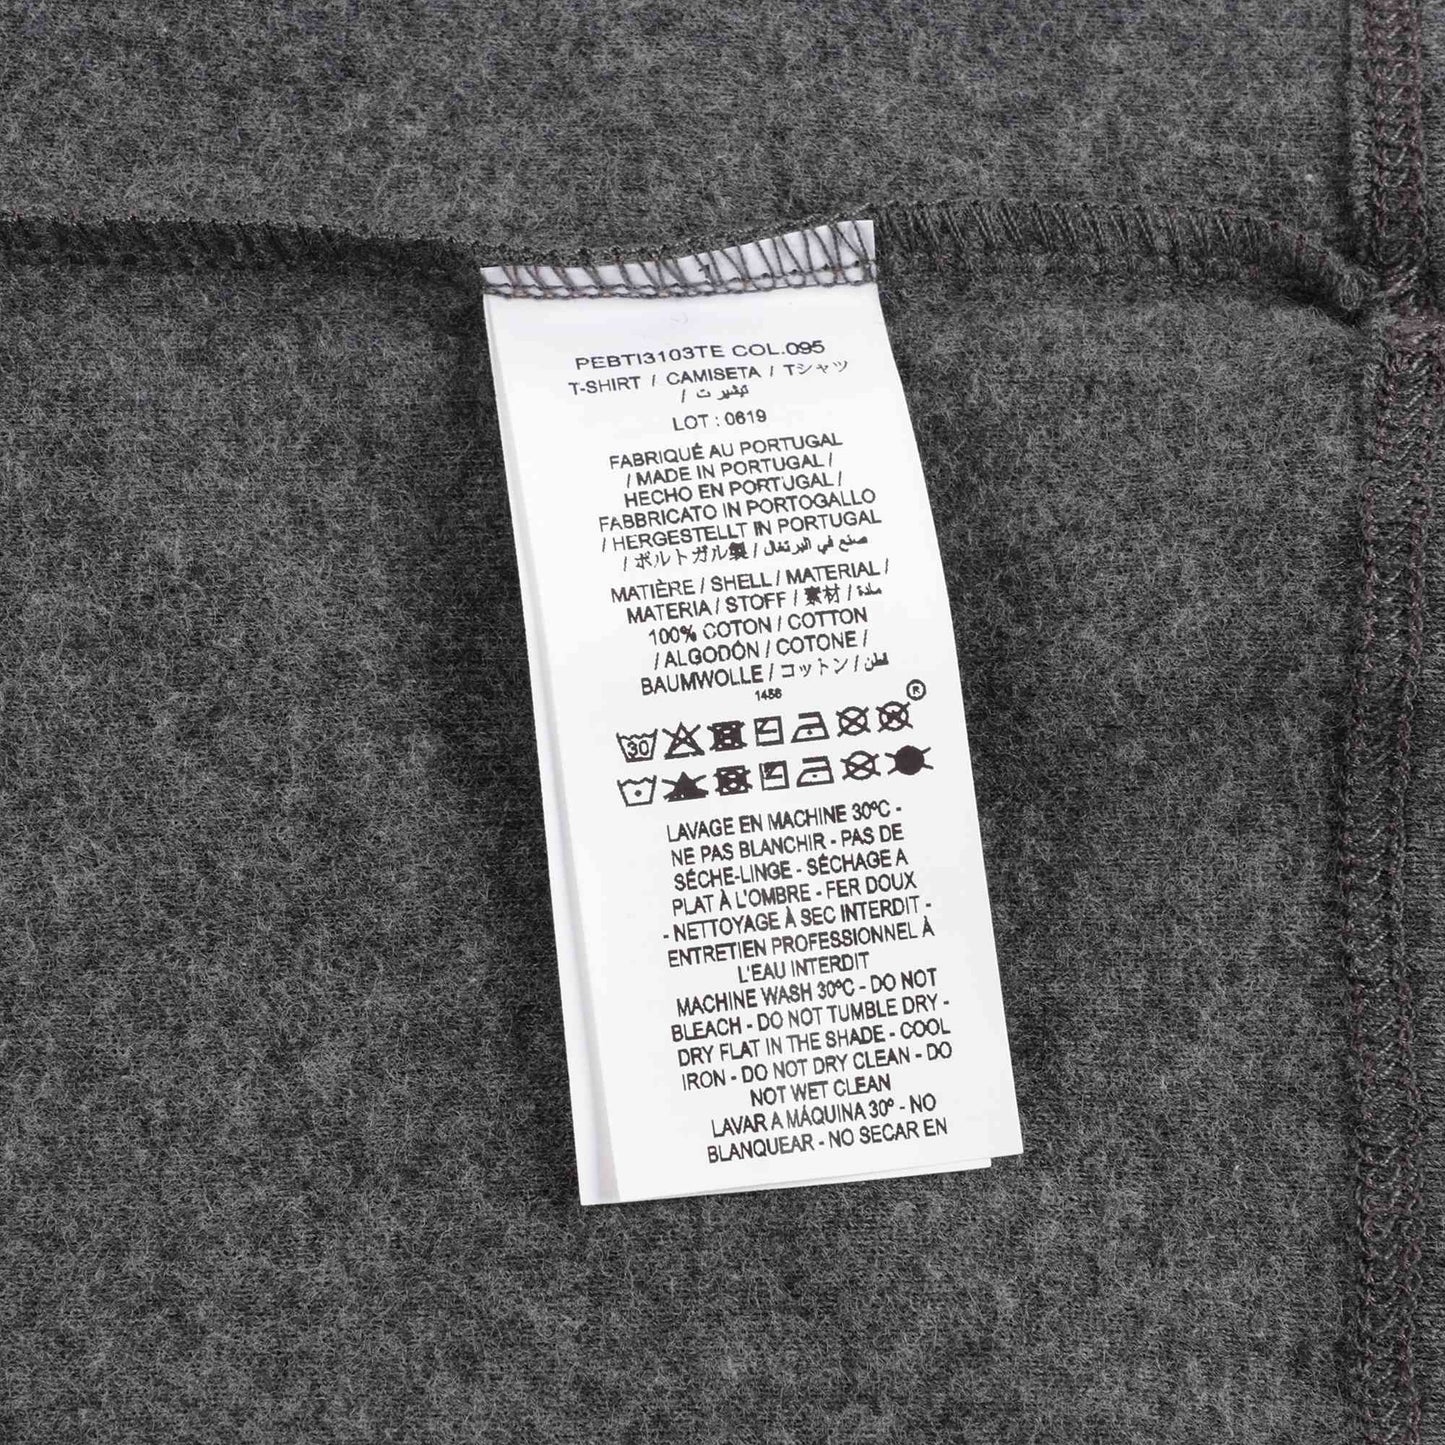 PEBTI3103TE COL.095
T-SHIRT / CAMISETA / Tシャツ
/ تيشيرت
LOT : 0619
FABRIQUÉ AU PORTUGAL
/ MADE IN PORTUGAL /
HECHO EN PORTUGAL /
FABBRICATO IN PORTOGALLO
/ HERGESTELLT IN PORTUGAL
/ ポルトガル製 / صنع في البرتغال
MATIÈRE / SHELL / MATERIAL /
MATERIA / STOFF / 素材 / مادة
100% COTON / COTTON
/ ALGODÓN / COTONE /
BAUMWOLLE / コットン / قطن
1486
®
30
LAVAGE EN MACHINE 30ºC -
NE PAS BLANCHIR - PAS DE
SÉCHE-LINGE - SÉCHAGE A
PLAT À L'OMBRE - FER DOUX
- NETTOYAGE À SEC INTERDIT -
ENTRETIEN PROFESSIONNEL À
L'EAU INTERDIT
MACHINE WASH 30ºC - DO NOT
BLEACH - DO NOT TUMBLE DRY -
DRY FLAT IN THE SHADE - COOL
IRON - DO NOT DRY CLEAN - DO
NOT WET CLEAN
LAVAR A MÁQUINA 30º - NO
BLANQUEAR - NO SECAR EN